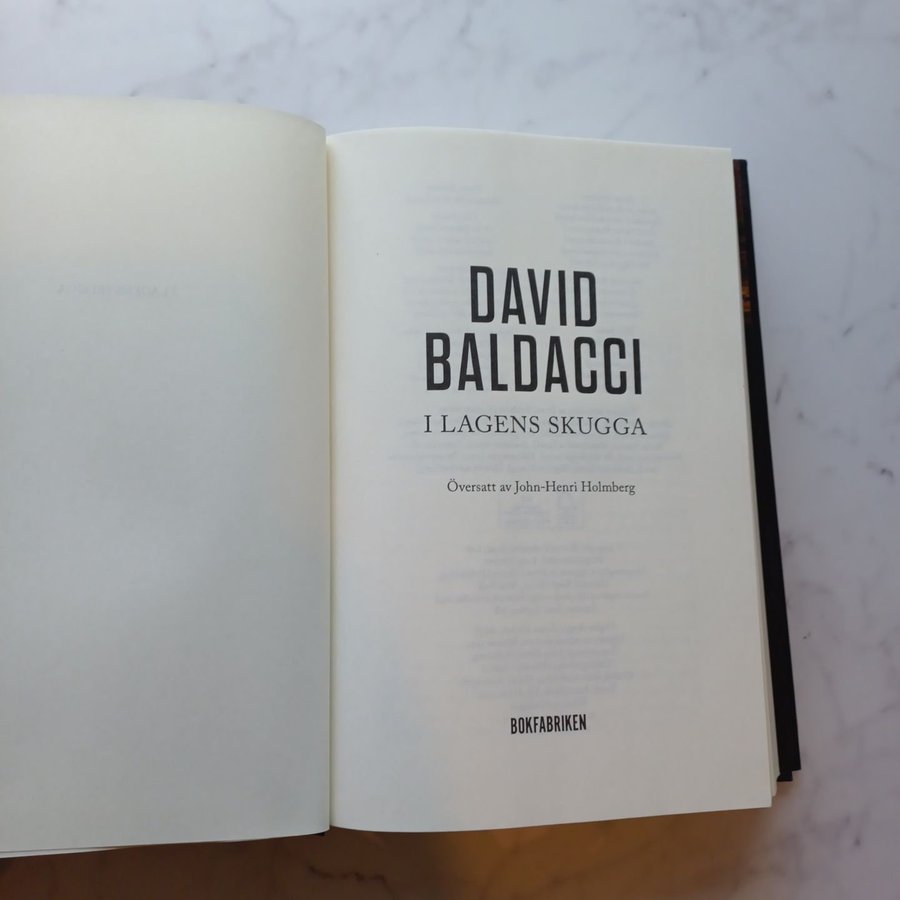 DAVID
BALDACCI
I LAGENS SKUGGA
Översatt av John-Henri Holmberg
BOKFABRIKEN